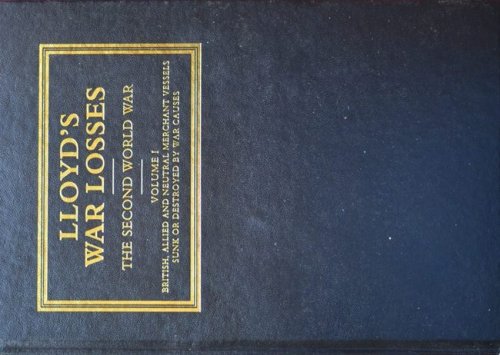 LLOYD'S
WAR LOSSES
THE SECOND WORLD WAR
VOLUME I
BRITISH, ALLIED AND NEUTRAL MERCHANT VESSELS
SUNK OR DESTROYED BY WAR CAUSES